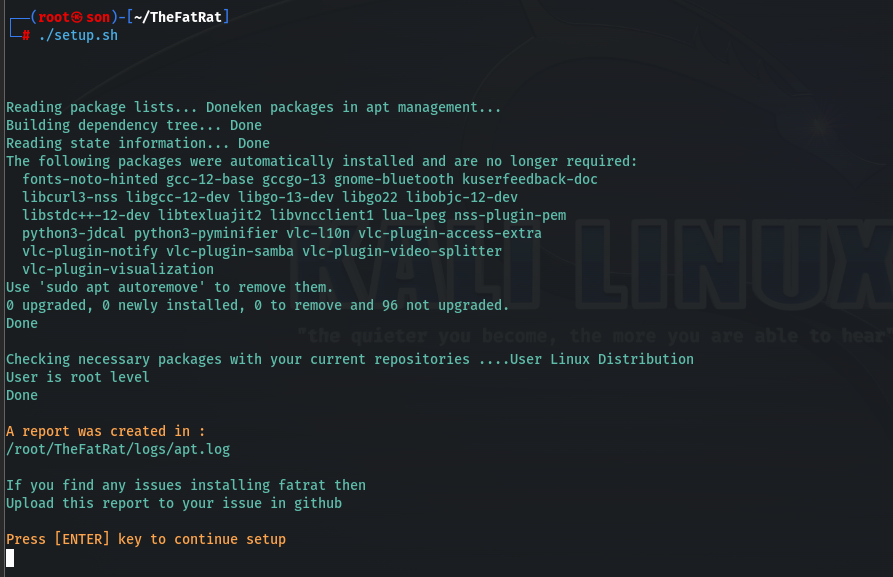 ┌──(root㉿son)-[~/TheFatRat]
└─# ./setup.sh
Reading package lists... Doneken packages in apt management...
Building dependency tree... Done
Reading state information... Done
The following packages were automatically installed and are no longer required:
fonts-noto-hinted gcc-12-base gccgo-13 gnome-bluetooth kuserfeedback-doc
libcurl3-nss libgcc-12-dev libgo-13-dev libgo22 libobjc-12-dev
libstdc++-12-dev libtexluajit2 libvncclient1 lua-lpeg nss-plugin-pem
python3-jdcal python3-pyminifier vlc-l10n vlc-plugin-access-extra
vlc-plugin-notify vlc-plugin-samba vlc-plugin-video-splitter
vlc-plugin-visualization
Use 'sudo apt autoremove' to remove them.
0 upgraded, 0 newly installed, 0 to remove and 96 not upgraded.
Done
KALI LINUX
"the quieter you become, the more you are able to hear"
Checking necessary packages with your current repositories ....User Linux Distribution
User is root level
Done
A report was created in :
/root/TheFatRat/logs/apt.log
If you find any issues installing fatrat then
Upload this report to your issue in github
Press [ENTER] key to continue setup